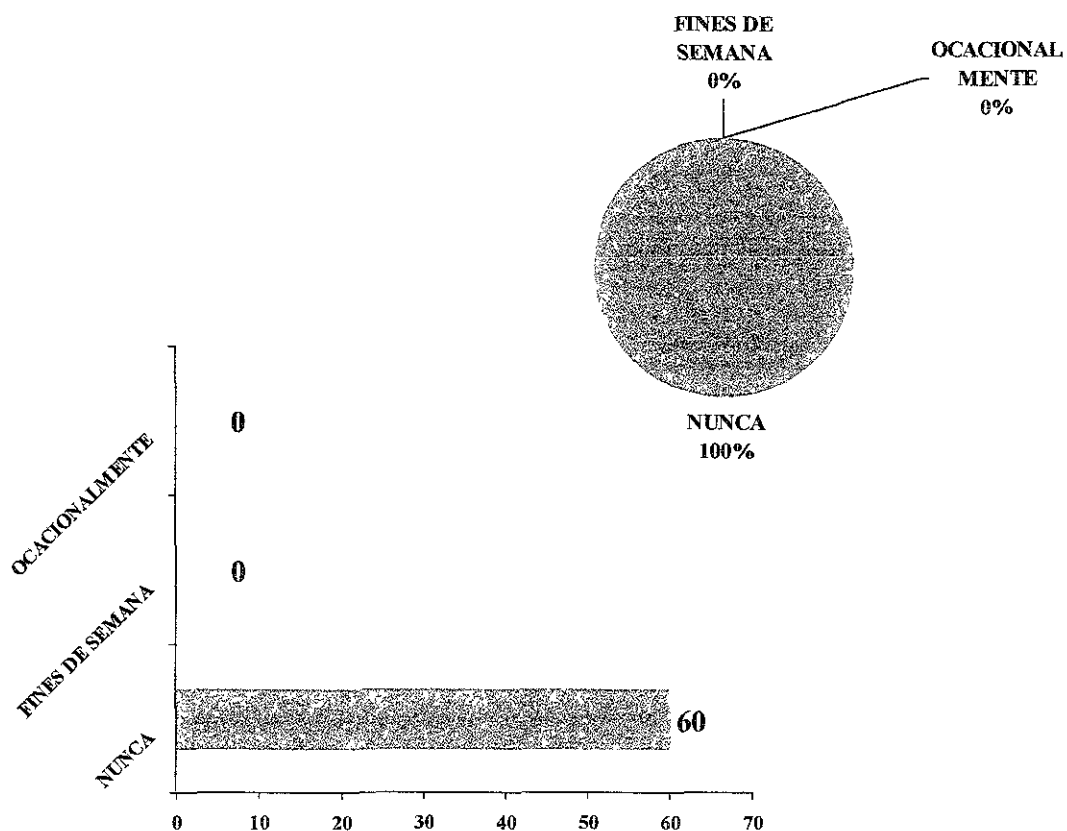 FINES DE
SEMANA
0%
OCACIONAL
MENTE
0%
NUNCA
100%
OCACIONALMENTE
0
FINES DE SEMANA
0
NUNCA
60
0 10 20 30 40 50 60 70